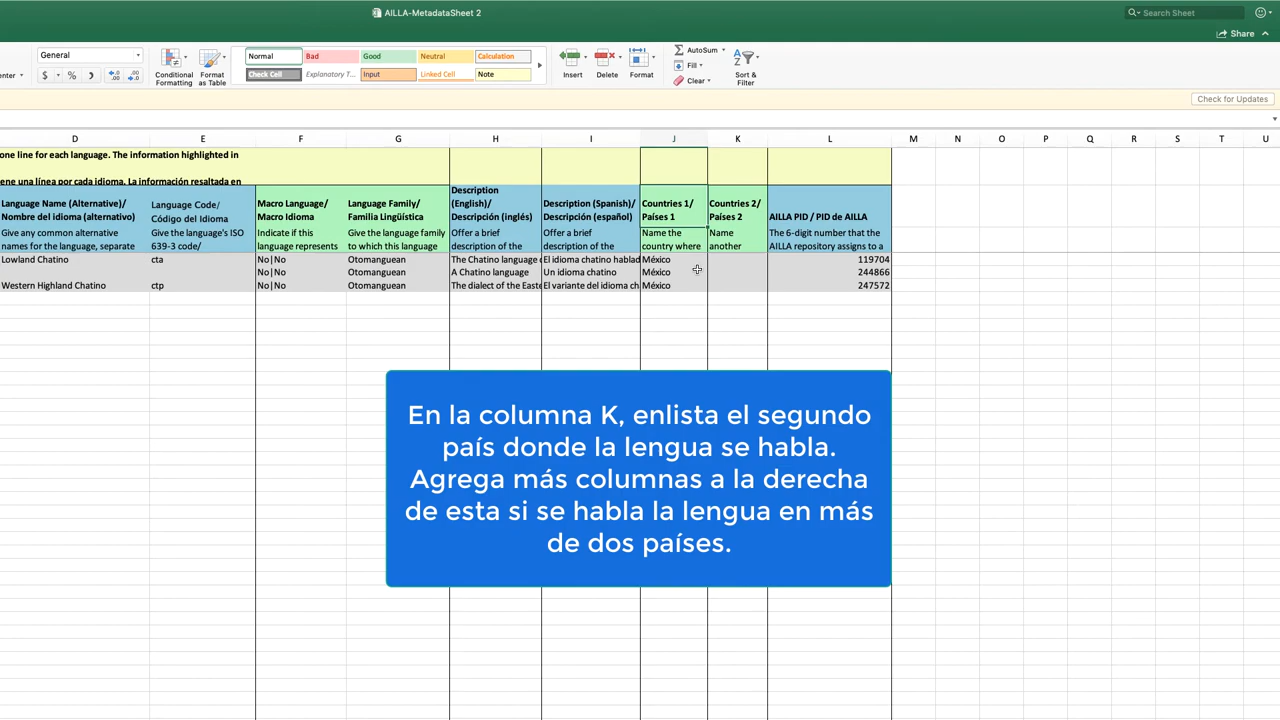 AILLA-MetadataSheet 2
Search Sheet
Share
General
Normal
Bad
Good
Neutral
Calculation
Check Cell
Explanatory T...
Input
Linked Cell
Note
Conditional
Formatting
Format
as Table
Insert
Delete
Format
AutoSum
Fill
Clear
Sort &
Filter
$ %
Check for Updates
D E F G H I J K L M N O P Q R S T U
one line for each language. The information highlighted in
ene una línea por cada idioma. La información resaltada en
Language Name (Alternative)/
Nombre del idioma (alternativo)
Give any common alternative
names for the language, separate
Language Code/
Código del Idioma
Give the language's ISO
639-3 code/
Macro Language/
Macro Idioma
Indicate if this
language represents
Language Family/
Familia Lingüística
Give the language family
to which this language
Description
(English)/
Descripción (inglés)
Offer a brief
description of the
Description (Spanish)/
Descripción (español)
Offer a brief
description of the
Countries 1/
Países 1
Name the
country where
Countries 2/
Países 2
Name
another
AILLA PID / PID de AILLA
The 6-digit number that the
AILLA repository assigns to a
Lowland Chatino cta No|No Otomanguean The Chatino language El idioma chatino hablad México 119704
No|No Otomanguean A Chatino language Un idioma chatino México 244866
Western Highland Chatino ctp No|No Otomanguean The dialect of the Easte El variante del idioma ch México 247572
En la columna K, enlista el segundo
país donde la lengua se habla.
Agrega más columnas a la derecha
de esta si se habla la lengua en más
de dos países.